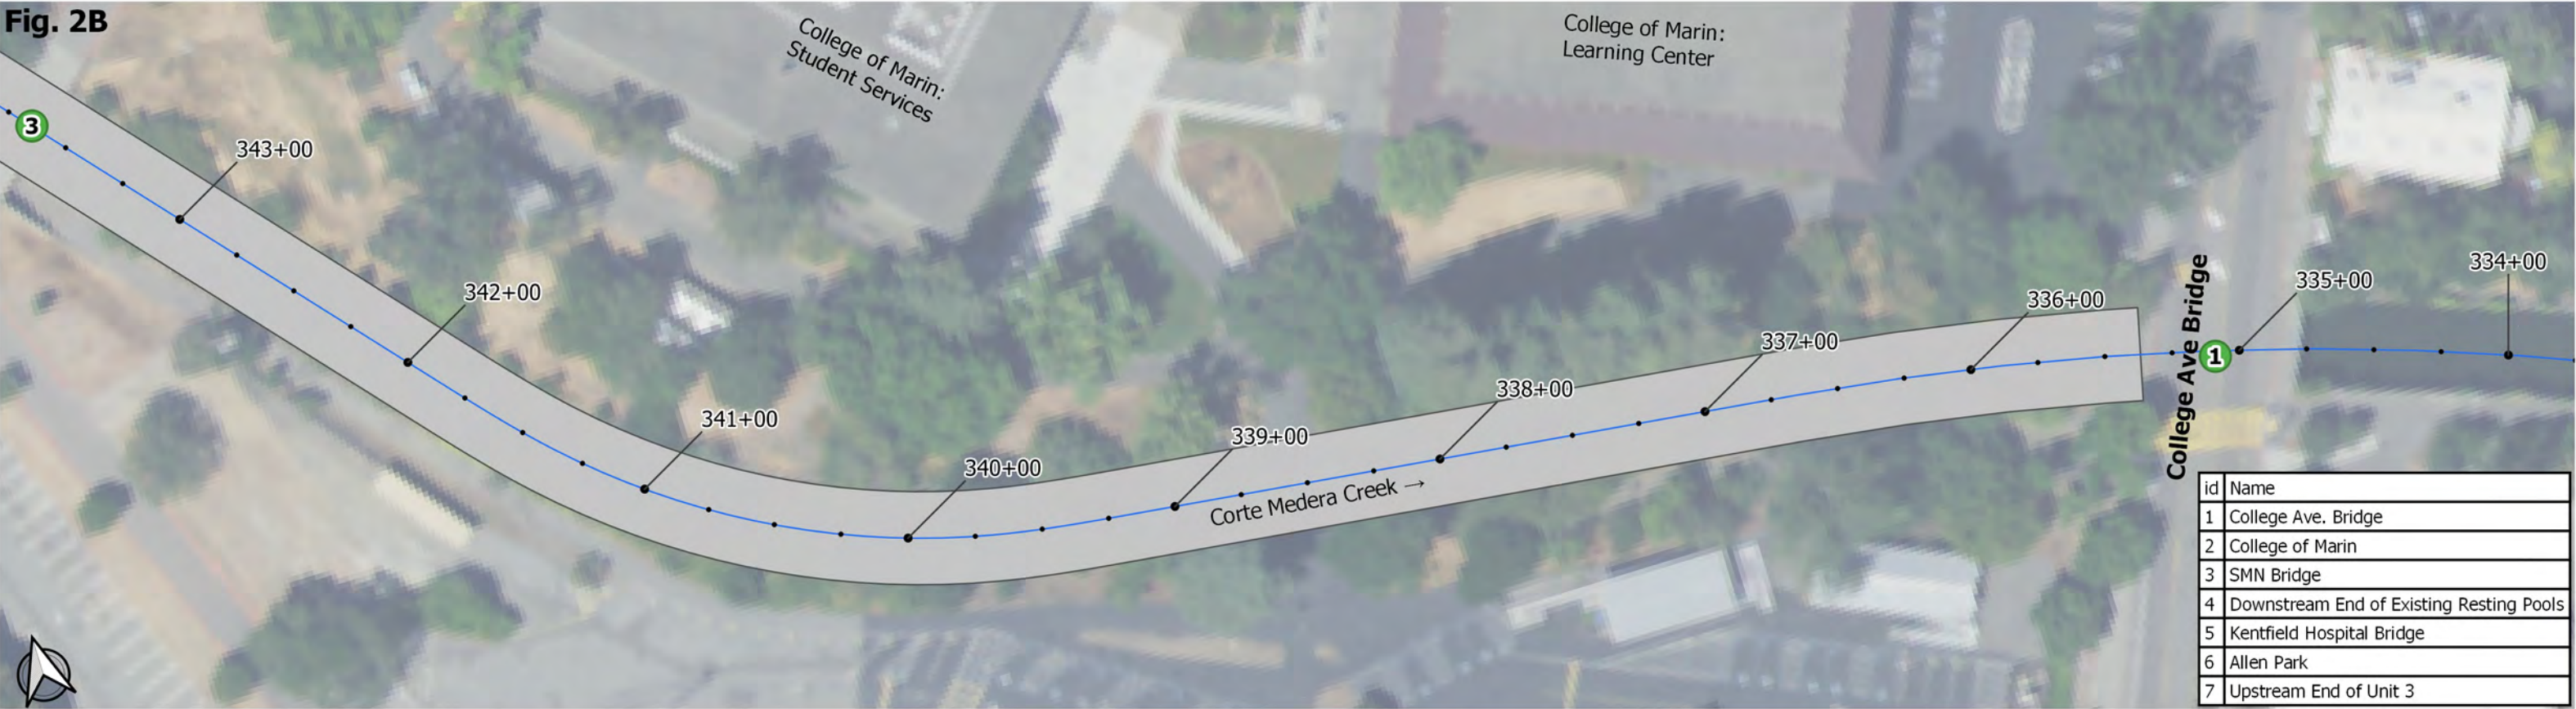 Fig. 2B
College of Marin:
Student Services
College of Marin:
Learning Center
3
343+00
342+00
341+00
340+00
339+00
338+00
337+00
336+00
335+00
334+00
Corte Medera Creek →
College Ave Bridge
1
id Name
1 College Ave. Bridge
2 College of Marin
3 SMN Bridge
4 Downstream End of Existing Resting Pools
5 Kentfield Hospital Bridge
6 Allen Park
7 Upstream End of Unit 3